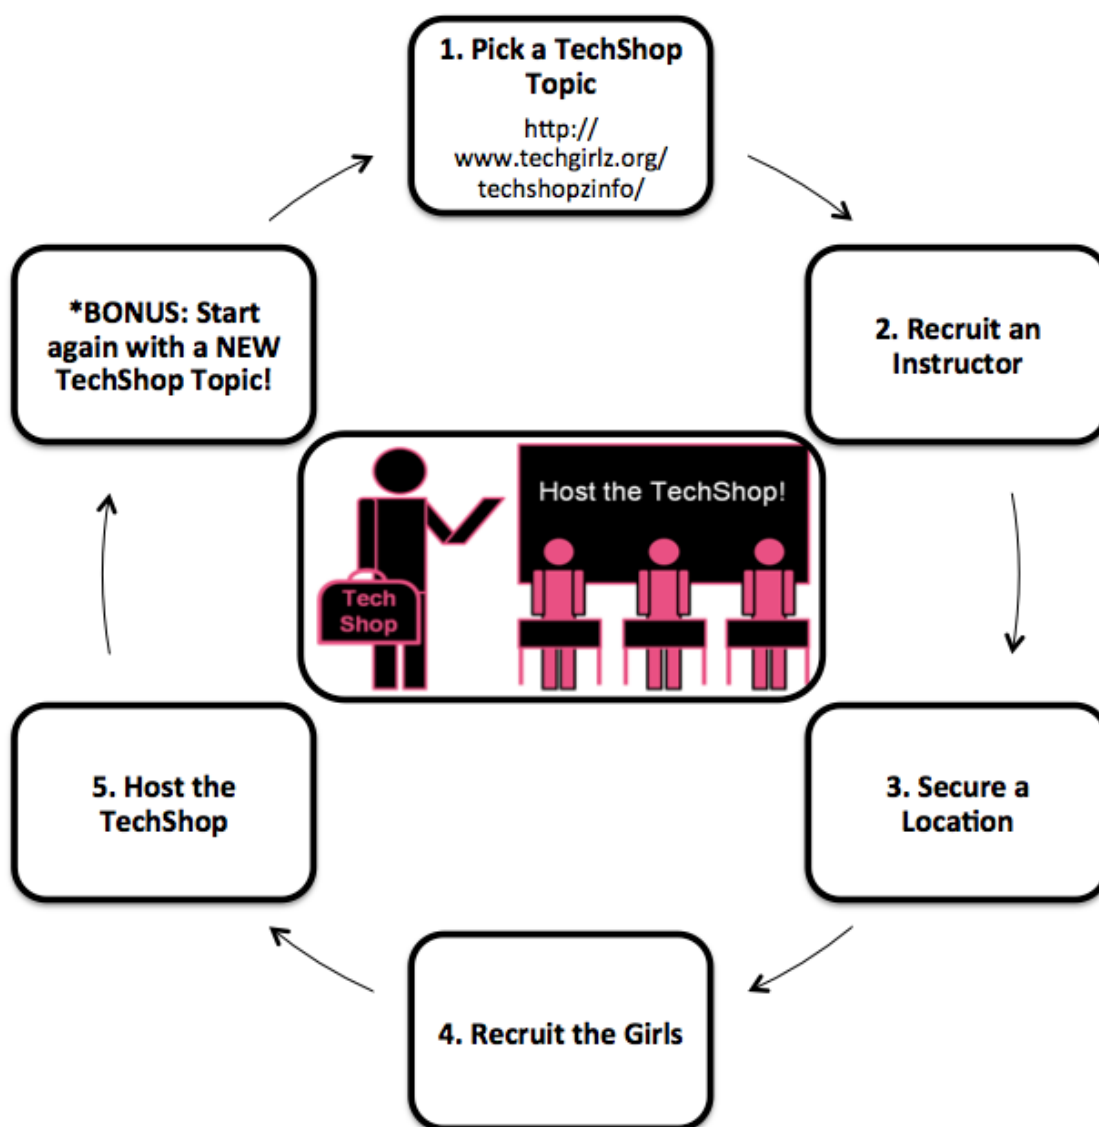 1. Pick a TechShop
Topic
http://
www.techgirlz.org/
techshopzinfo/
2. Recruit an
Instructor
3. Secure a
Location
4. Recruit the Girls
5. Host the
TechShop
*BONUS: Start
again with a NEW
TechShop Topic!
Host the TechShop!
Tech
Shop